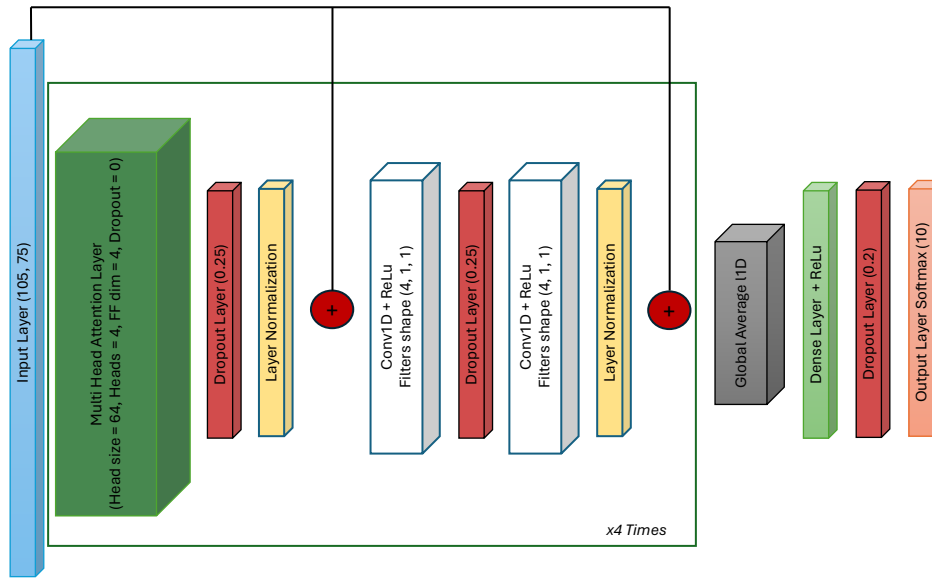 Input Layer (105, 75)
Multi Head Attention Layer
(Head size = 64, Heads = 4, FF dim = 4, Dropout = 0)
Dropout Layer (0.25)
Layer Normalization
+
Conv1D + ReLu
Filters shape (4, 1, 1)
Dropout Layer (0.25)
Conv1D + ReLu
Filters shape (4, 1, 1)
Layer Normalization
+
x4 Times
Global Average l1D
Dense Layer + ReLu
Dropout Layer (0.2)
Output Layer Softmax (10)